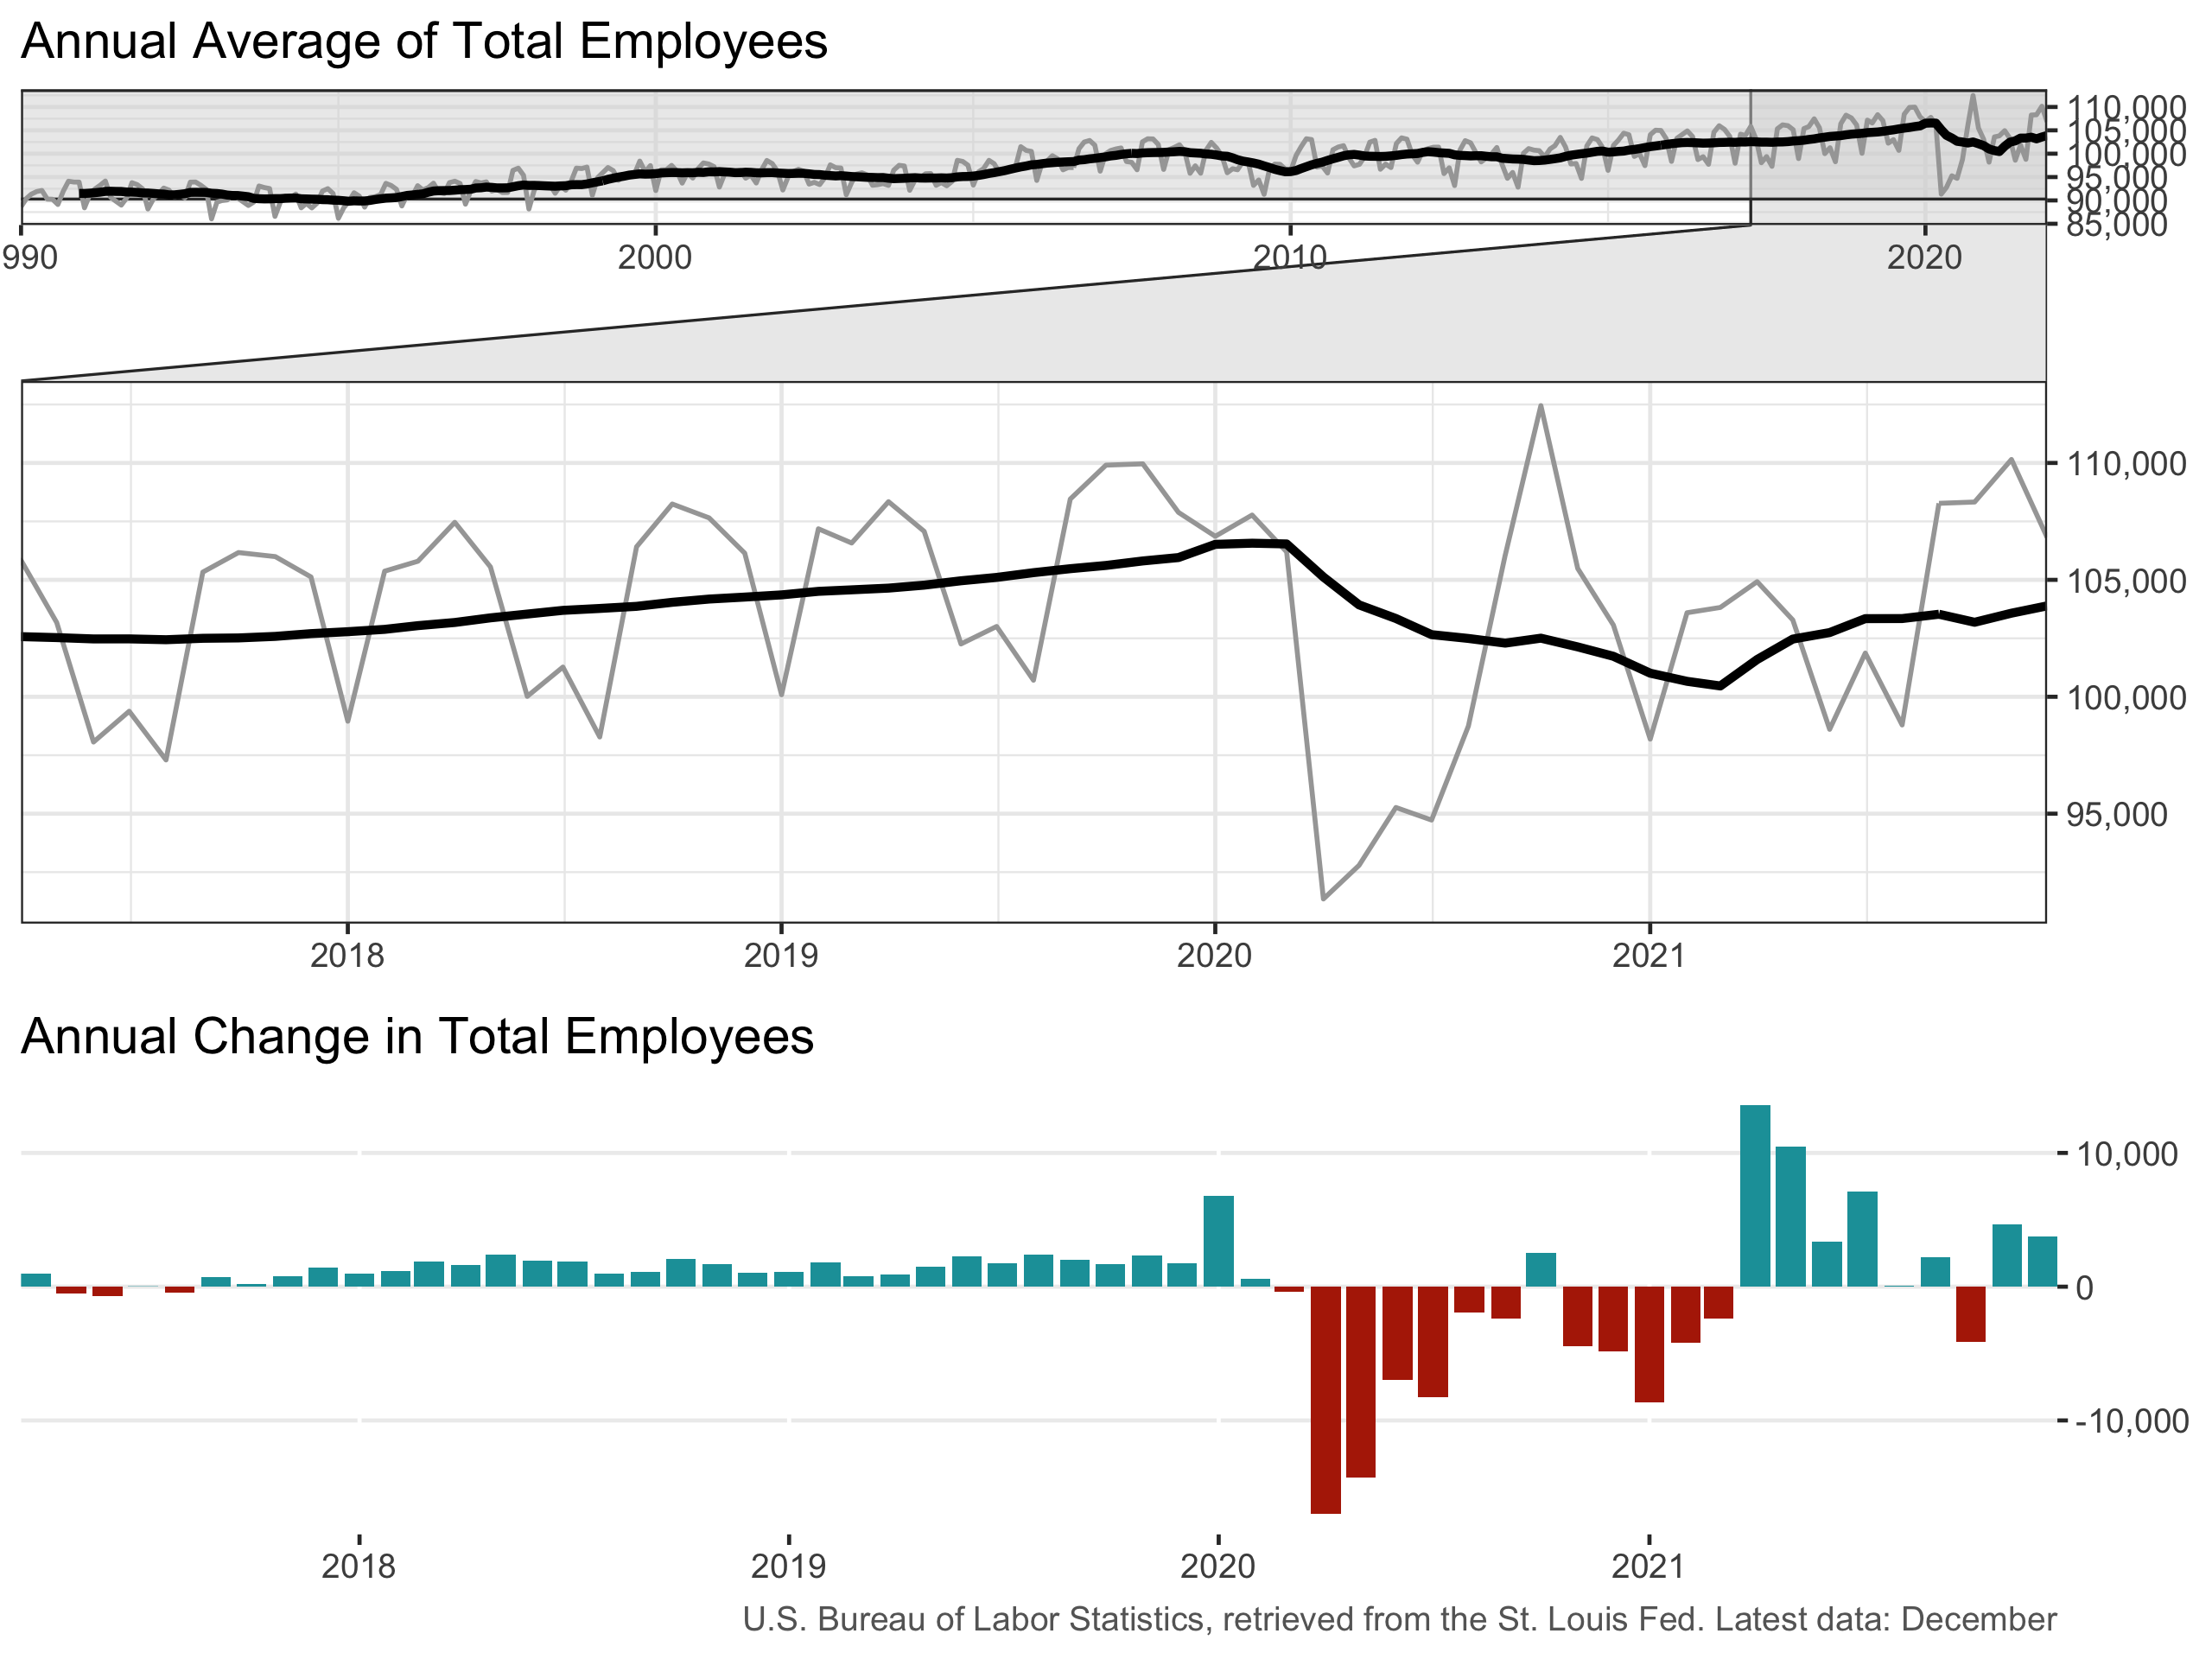 Annual Average of Total Employees
110,000
105,000
100,000
95,000
90,000
85,000
990 2000 2010 2020
110,000
105,000
100,000
95,000
2018 2019 2020 2021
Annual Change in Total Employees
10,000
0
-10,000
2018 2019 2020 2021
U.S. Bureau of Labor Statistics, retrieved from the St. Louis Fed. Latest data: December